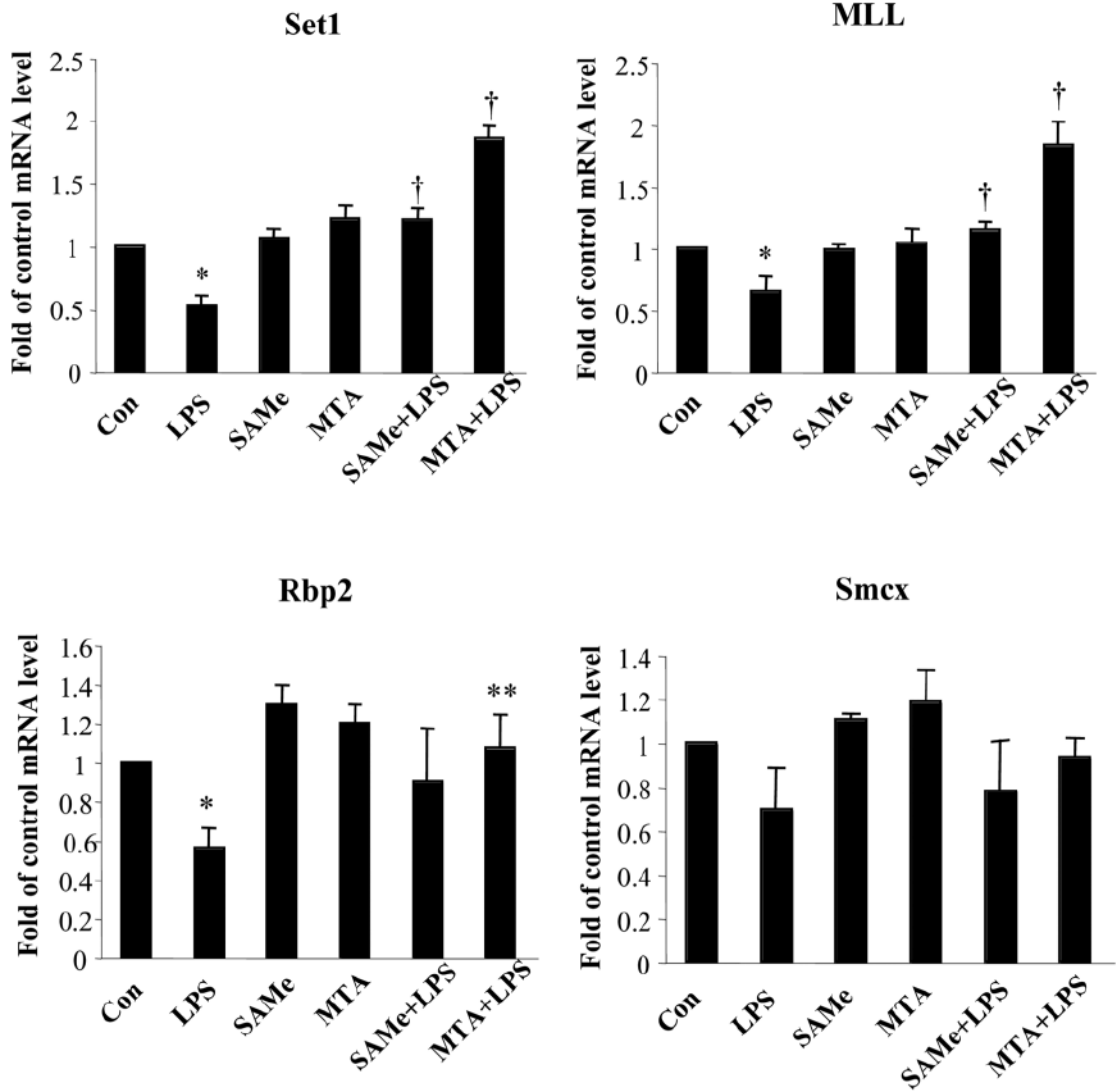 Set1
Fold of control mRNA level
2.5
2
1.5
1
0.5
0
*
†
†
Con
LPS
SAMe
MTA
SAMe+LPS
MTA+LPS
MLL
Fold of control mRNA level
2.5
2
1.5
1
0.5
0
*
†
†
Con
LPS
SAMe
MTA
SAMe+LPS
MTA+LPS
Rbp2
Fold of control mRNA level
1.6
1.4
1.2
1
0.8
0.6
0.4
0.2
0
*
**
Con
LPS
SAMe
MTA
SAMe+LPS
MTA+LPS
Smcx
Fold of control mRNA level
1.4
1.2
1
0.8
0.6
0.4
0.2
0
Con
LPS
SAMe
MTA
SAMe+LPS
MTA+LPS